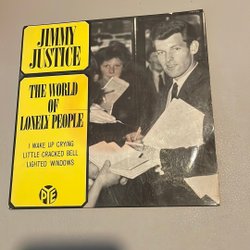 JIMMY
JUSTICE
THE WORLD
OF
LONELY PEOPLE
I WAKE UP CRYING
LITTLE CRACKED BELL
LIGHTED WINDOWS
PYE